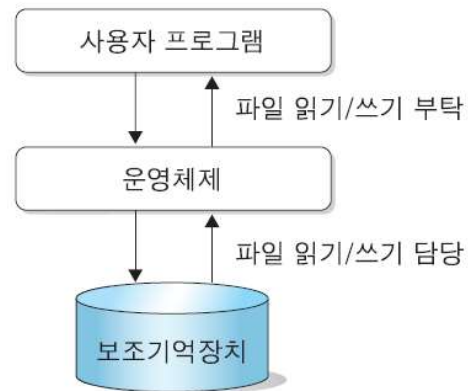 사용자 프로그램
파일 읽기/쓰기 부탁
운영체제
파일 읽기/쓰기 담당
보조기억장치